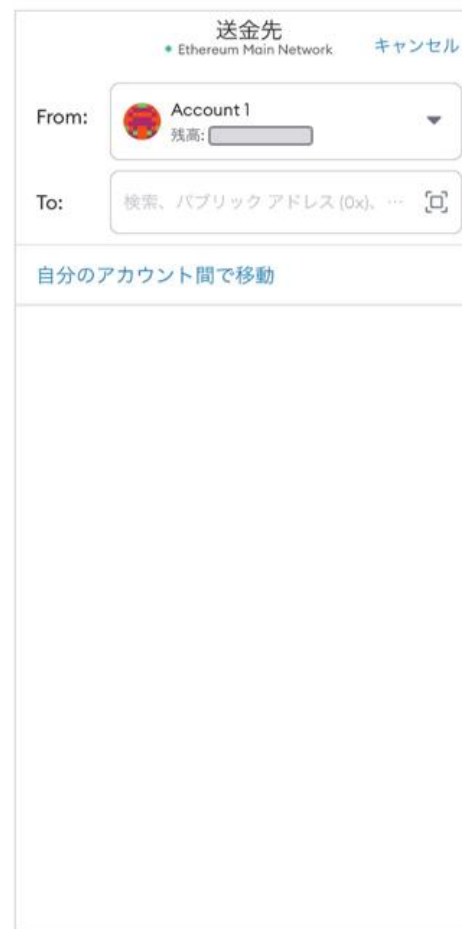 送金先
Ethereum Main Network
キャンセル
From:
Account 1
残高:
To:
検索、パブリック アドレス (0x)、…
自分のアカウント間で移動